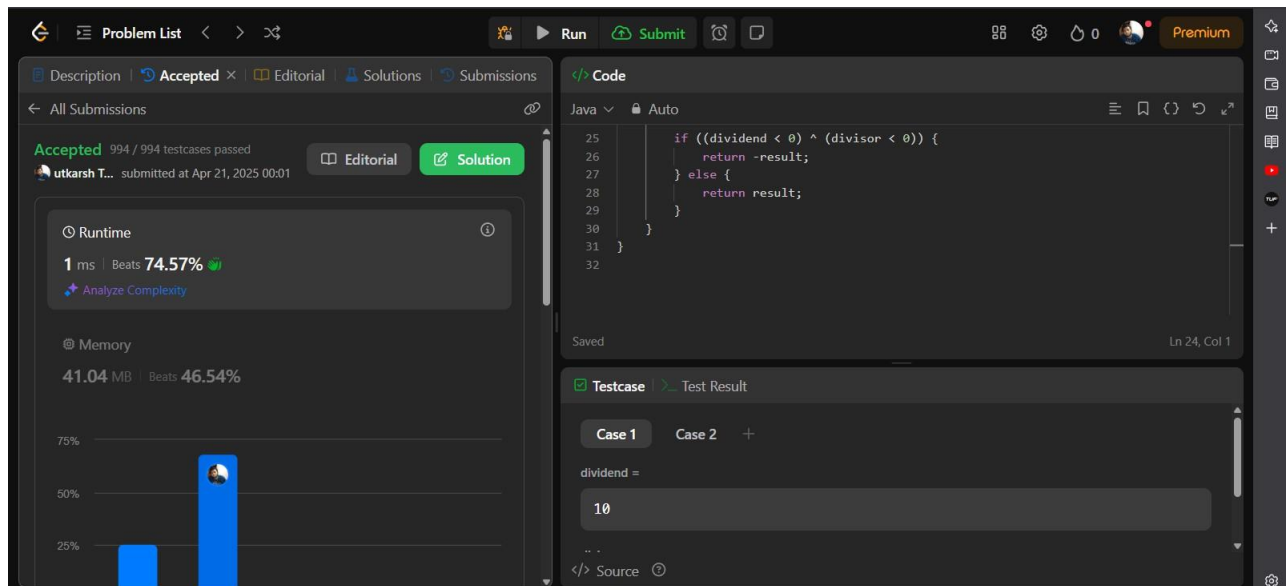 Problem List
Run
Submit
0
Premium
Description
Accepted
Editorial
Solutions
Submissions
All Submissions
Accepted 994 / 994 testcases passed
utkarsh T... submitted at Apr 21, 2025 00:01
Editorial
Solution
Runtime
1 ms | Beats 74.57%
Analyze Complexity
Memory
41.04 MB | Beats 46.54%
75%
50%
25%
</> Code
Java
Auto
25 if ((dividend < 0) ^ (divisor < 0)) {
26 return -result;
27 } else {
28 return result;
29 }
30 }
31 }
32
Saved
Ln 24, Col 1
Testcase
Test Result
Case 1
Case 2
dividend =
10
</> Source
TUF